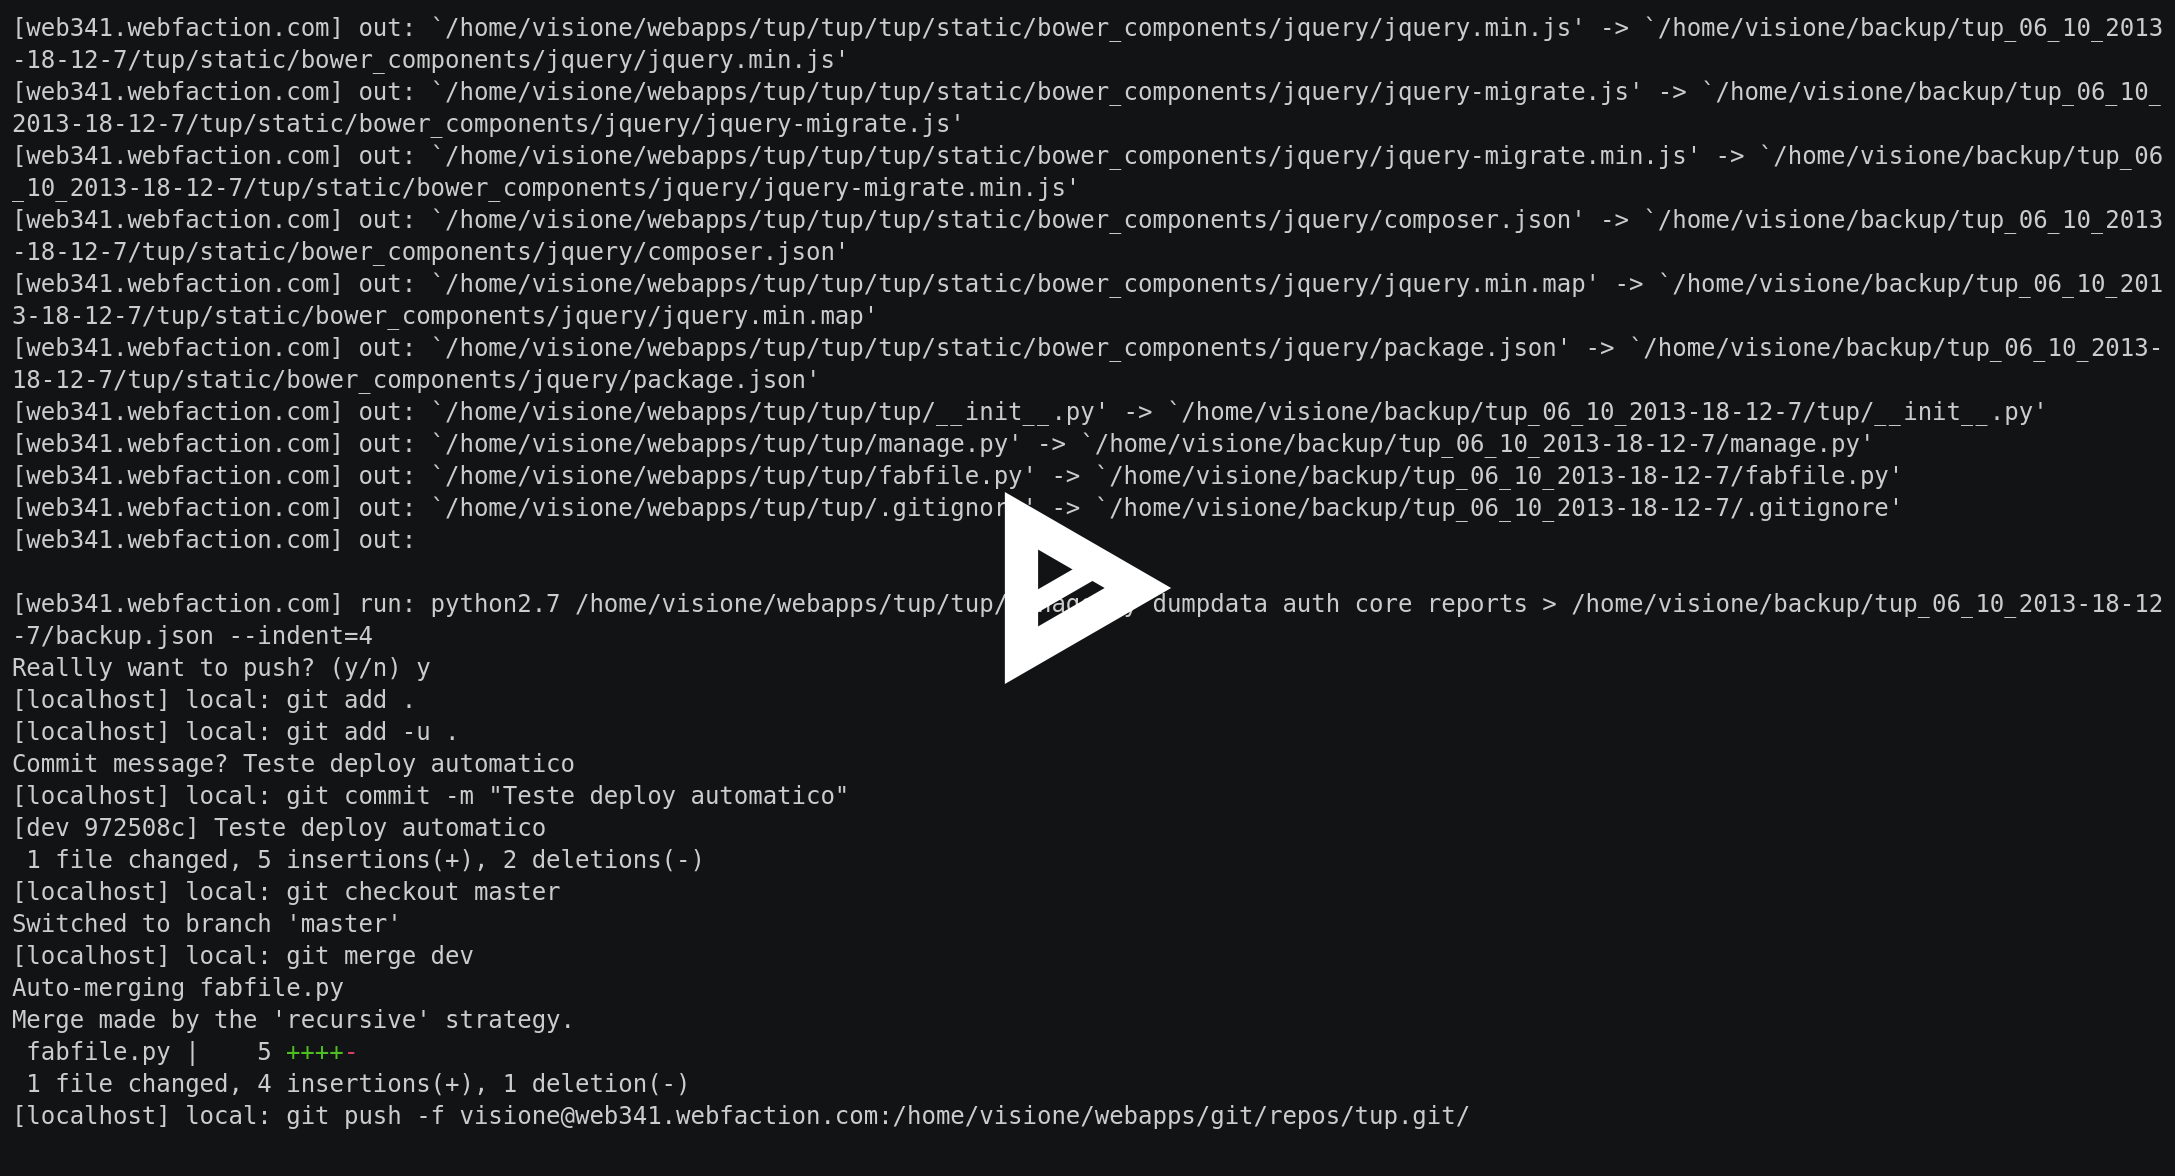 [web341.webfaction.com] out: `/home/visione/webapps/tup/tup/tup/static/bower_components/jquery/jquery.min.js' -> `/home/visione/backup/tup_06_10_2013
-18-12-7/tup/static/bower_components/jquery/jquery.min.js'
[web341.webfaction.com] out: `/home/visione/webapps/tup/tup/tup/static/bower_components/jquery/jquery-migrate.js' -> `/home/visione/backup/tup_06_10_
2013-18-12-7/tup/static/bower_components/jquery/jquery-migrate.js'
[web341.webfaction.com] out: `/home/visione/webapps/tup/tup/tup/static/bower_components/jquery/jquery-migrate.min.js' -> `/home/visione/backup/tup_06
_10_2013-18-12-7/tup/static/bower_components/jquery/jquery-migrate.min.js'
[web341.webfaction.com] out: `/home/visione/webapps/tup/tup/tup/static/bower_components/jquery/composer.json' -> `/home/visione/backup/tup_06_10_2013
-18-12-7/tup/static/bower_components/jquery/composer.json'
[web341.webfaction.com] out: `/home/visione/webapps/tup/tup/tup/static/bower_components/jquery/jquery.min.map' -> `/home/visione/backup/tup_06_10_201
3-18-12-7/tup/static/bower_components/jquery/jquery.min.map'
[web341.webfaction.com] out: `/home/visione/webapps/tup/tup/tup/static/bower_components/jquery/package.json' -> `/home/visione/backup/tup_06_10_2013-
18-12-7/tup/static/bower_components/jquery/package.json'
[web341.webfaction.com] out: `/home/visione/webapps/tup/tup/tup/__init__.py' -> `/home/visione/backup/tup_06_10_2013-18-12-7/tup/__init__.py'
[web341.webfaction.com] out: `/home/visione/webapps/tup/tup/manage.py' -> `/home/visione/backup/tup_06_10_2013-18-12-7/manage.py'
[web341.webfaction.com] out: `/home/visione/webapps/tup/tup/fabfile.py' -> `/home/visione/backup/tup_06_10_2013-18-12-7/fabfile.py'
[web341.webfaction.com] out: `/home/visione/webapps/tup/tup/.gitignore' -> `/home/visione/backup/tup_06_10_2013-18-12-7/.gitignore'
[web341.webfaction.com] out:
[web341.webfaction.com] run: python2.7 /home/visione/webapps/tup/tup/manage.py dumpdata auth core reports > /home/visione/backup/tup_06_10_2013-18-12
-7/backup.json --indent=4
Reallly want to push? (y/n) y
[localhost] local: git add .
[localhost] local: git add -u .
Commit message? Teste deploy automatico
[localhost] local: git commit -m "Teste deploy automatico"
[dev 972508c] Teste deploy automatico
1 file changed, 5 insertions(+), 2 deletions(-)
[localhost] local: git checkout master
Switched to branch 'master'
[localhost] local: git merge dev
Auto-merging fabfile.py
Merge made by the 'recursive' strategy.
fabfile.py |    5 ++++-
1 file changed, 4 insertions(+), 1 deletion(-)
[localhost] local: git push -f visione@web341.webfaction.com:/home/visione/webapps/git/repos/tup.git/